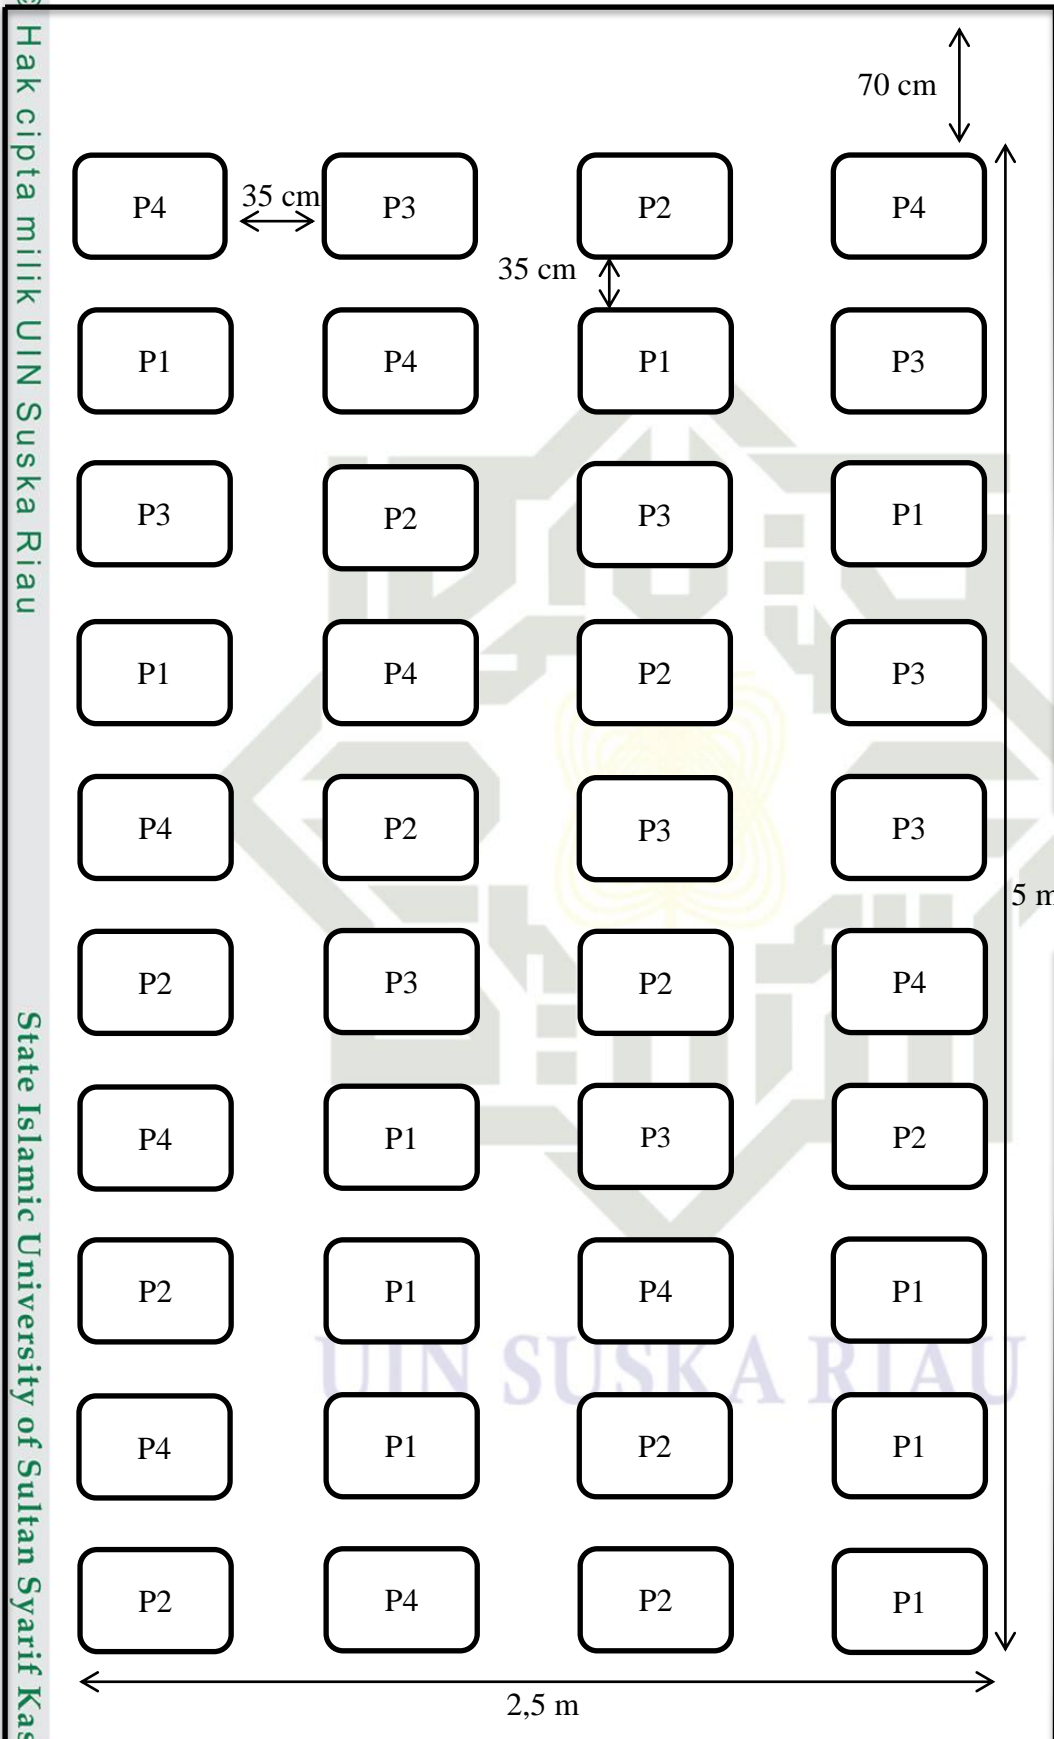 © Hak cipta milik UIN Suska Riau
State Islamic University of Sultan Syarif Kas
70 cm
P4 35 cm P3 P2 P4
35 cm
P1 P4 P1 P3
P3 P2 P3 P1
P1 P4 P2 P3
P4 P2 P3 P3
5 m
P2 P3 P2 P4
P4 P1 P3 P2
P2 P1 P4 P1
UIN SUSKA RIAU
P4 P1 P2 P1
P2 P4 P2 P1
2,5 m